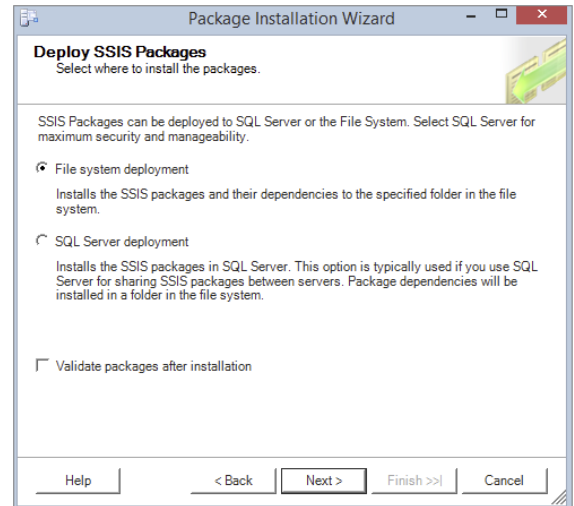 Package Installation Wizard
Deploy SSIS Packages
Select where to install the packages.
SSIS Packages can be deployed to SQL Server or the File System. Select SQL Server for
maximum security and manageability.
File system deployment
Installs the SSIS packages and their dependencies to the specified folder in the file
system.
SQL Server deployment
Installs the SSIS packages in SQL Server. This option is typically used if you use SQL
Server for sharing SSIS packages between servers. Package dependencies will be
installed in a folder in the file system.
Validate packages after installation
Help
< Back
Next >
Finish >>|
Cancel